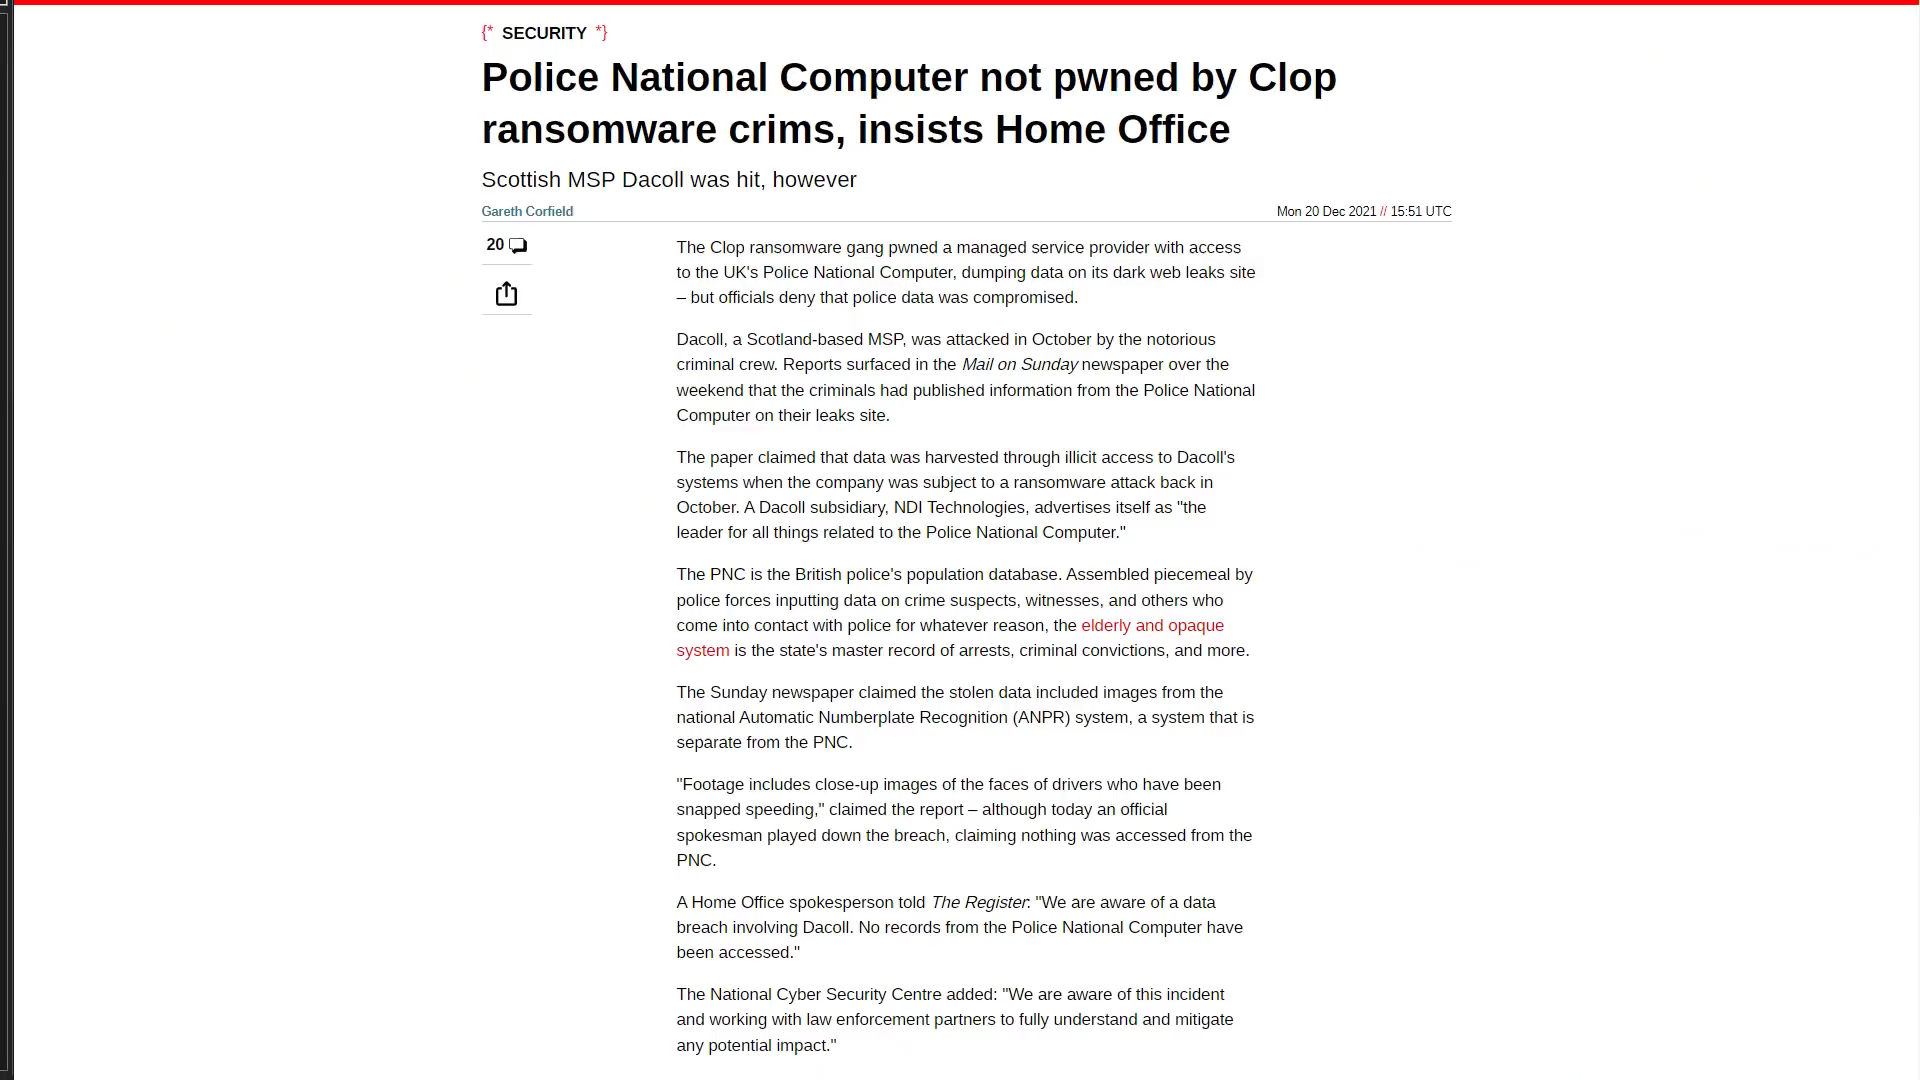 {* SECURITY *}
Police National Computer not pwned by Clop
ransomware crims, insists Home Office
Scottish MSP Dacoll was hit, however
Gareth Corfield
Mon 20 Dec 2021 // 15:51 UTC
20
The Clop ransomware gang pwned a managed service provider with access
to the UK's Police National Computer, dumping data on its dark web leaks site
– but officials deny that police data was compromised.
Dacoll, a Scotland-based MSP, was attacked in October by the notorious
criminal crew. Reports surfaced in the Mail on Sunday newspaper over the
weekend that the criminals had published information from the Police National
Computer on their leaks site.
The paper claimed that data was harvested through illicit access to Dacoll's
systems when the company was subject to a ransomware attack back in
October. A Dacoll subsidiary, NDI Technologies, advertises itself as "the
leader for all things related to the Police National Computer."
The PNC is the British police's population database. Assembled piecemeal by
police forces inputting data on crime suspects, witnesses, and others who
come into contact with police for whatever reason, the elderly and opaque
system is the state's master record of arrests, criminal convictions, and more.
The Sunday newspaper claimed the stolen data included images from the
national Automatic Numberplate Recognition (ANPR) system, a system that is
separate from the PNC.
"Footage includes close-up images of the faces of drivers who have been
snapped speeding," claimed the report – although today an official
spokesman played down the breach, claiming nothing was accessed from the
PNC.
A Home Office spokesperson told The Register: "We are aware of a data
breach involving Dacoll. No records from the Police National Computer have
been accessed."
The National Cyber Security Centre added: "We are aware of this incident
and working with law enforcement partners to fully understand and mitigate
any potential impact."